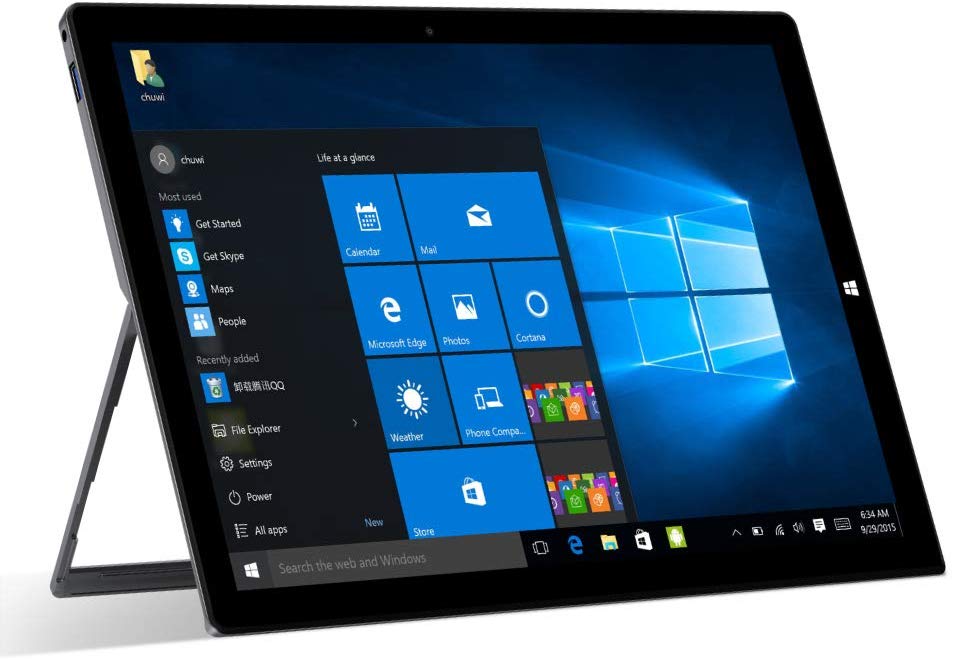 chuwi
chuwi
Life at a glance
Most used
Get Started
Get Skype
Maps
People
Recently added
卸载腾讯QQ
File Explorer
Settings
Power
All apps
New
Calendar
Mail
Microsoft Edge
Photos
Cortana
Weather
Phone Compa...
Store
Search the web and Windows
6:34 AM
9/29/2015